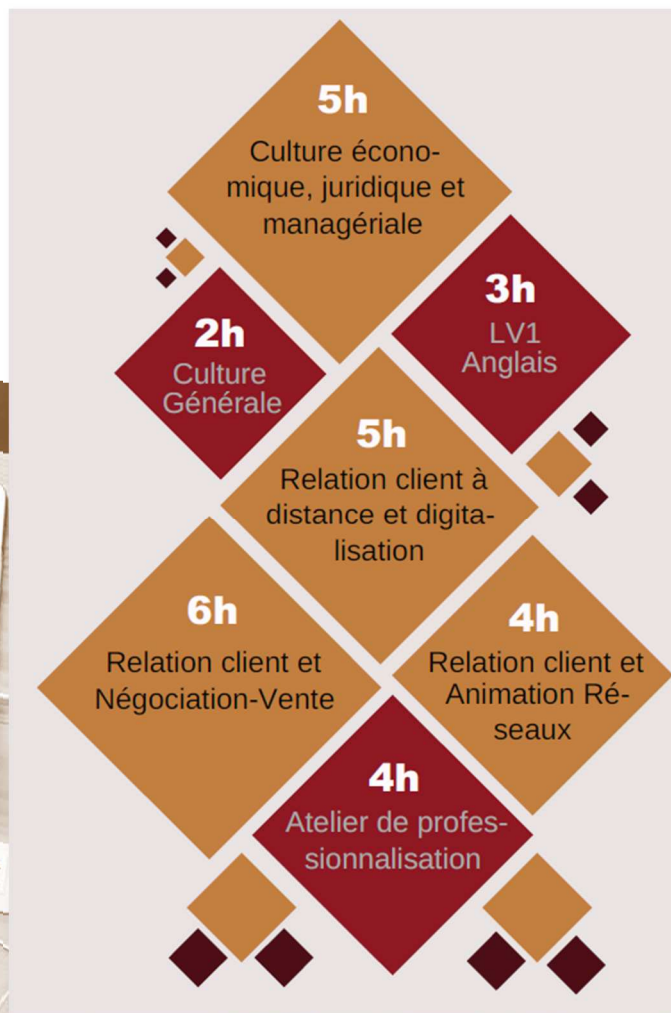 5h
Culture écono-
mique, juridique et
managériale
3h
LV1
Anglais
2h
Culture
Générale
5h
Relation client à
distance et digita-
lisation
6h
Relation client et
Négociation-Vente
4h
Relation client et
Animation Ré-
seaux
4h
Atelier de profes-
sionnalisation